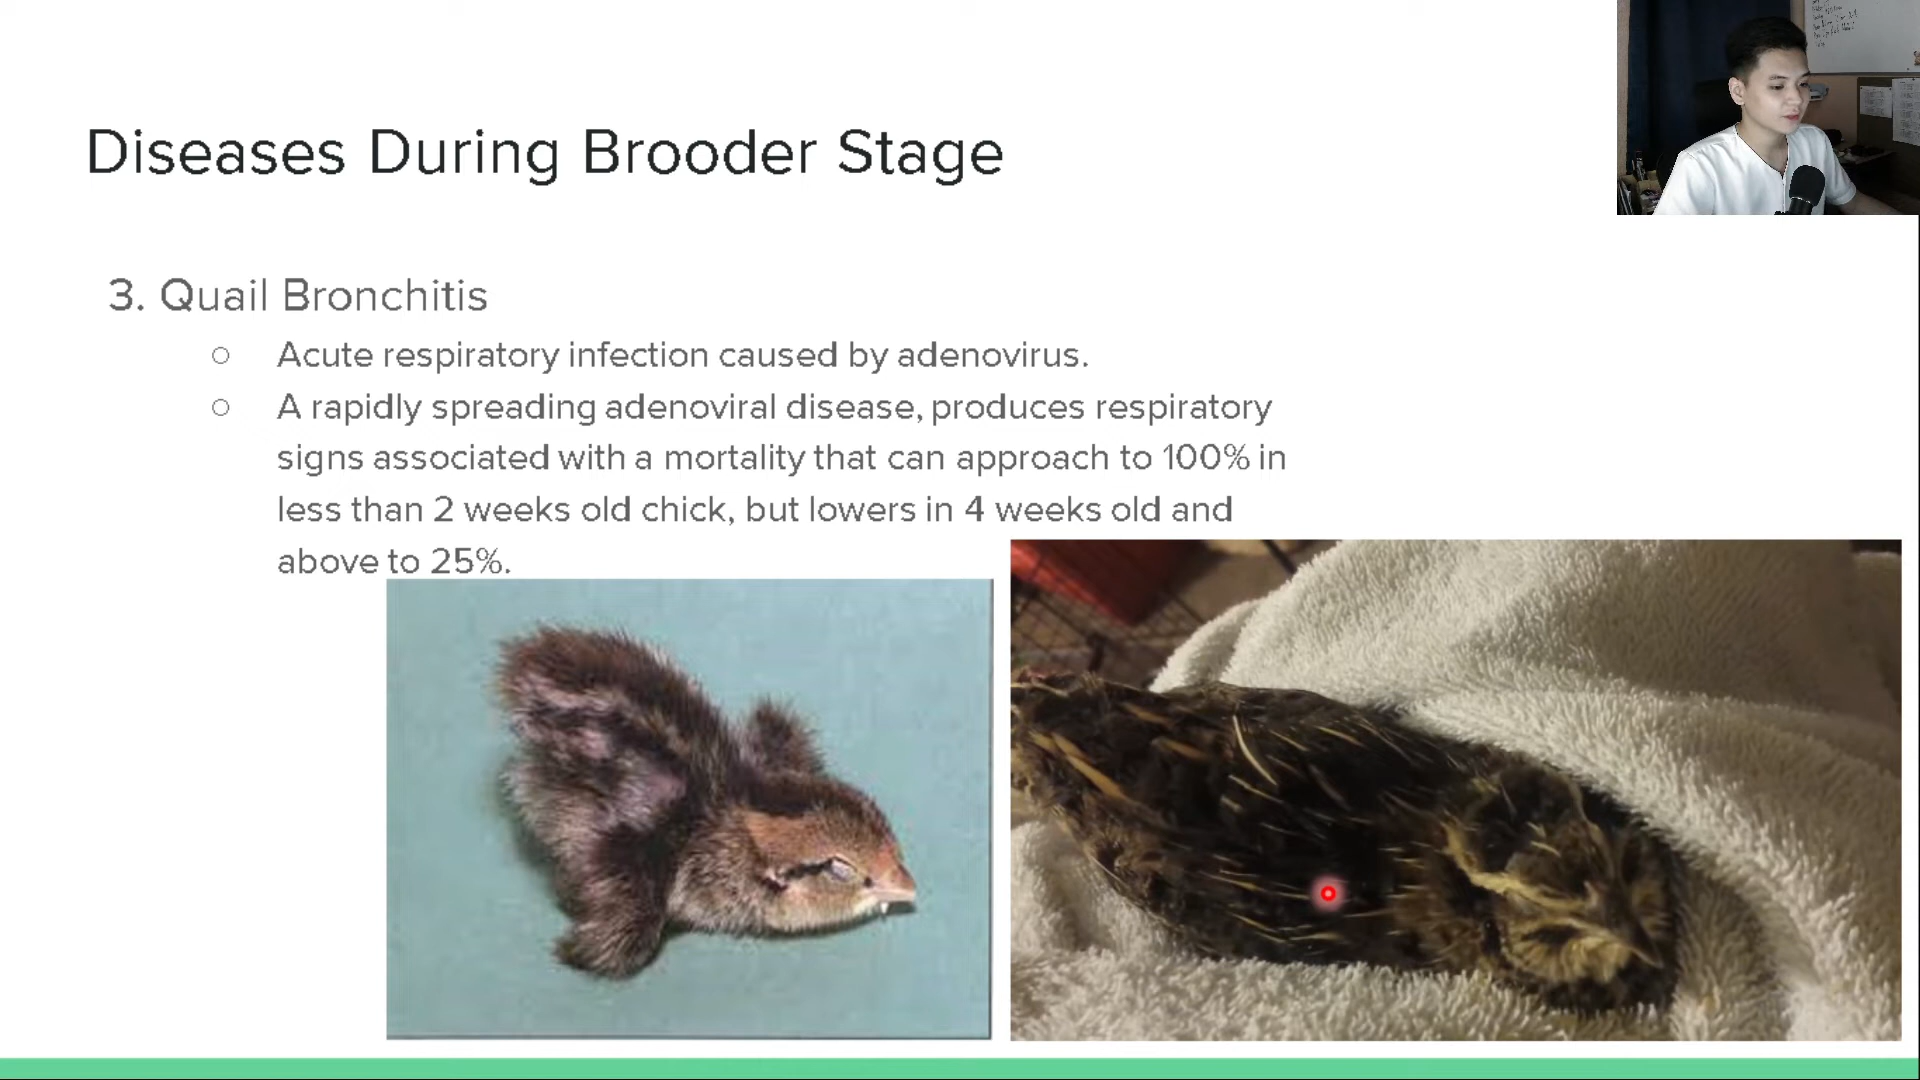 Diseases During Brooder Stage
3. Quail Bronchitis
○ Acute respiratory infection caused by adenovirus.
○ A rapidly spreading adenoviral disease, produces respiratory
signs associated with a mortality that can approach to 100% in
less than 2 weeks old chick, but lowers in 4 weeks old and
above to 25%.